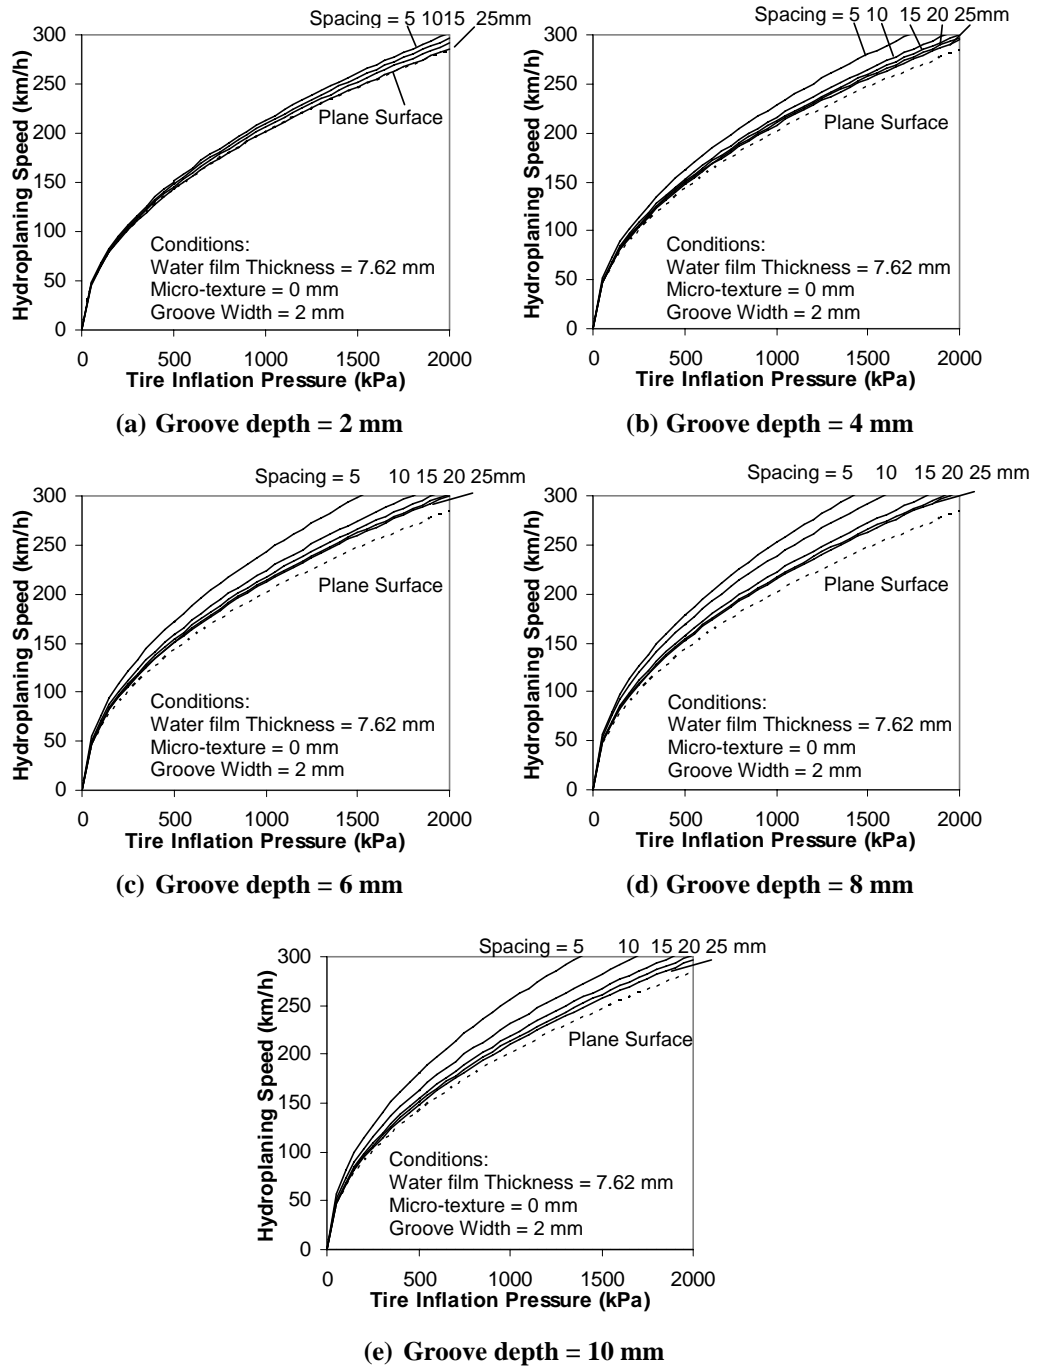 Spacing = 5 1015 25mm
300
250
200
150
100
50
0
Hydroplaning Speed (km/h)
Plane Surface
Conditions:
Water film Thickness = 7.62 mm
Micro-texture = 0 mm
Groove Width = 2 mm
0 500 1000 1500 2000
Tire Inflation Pressure (kPa)
(a) Groove depth = 2 mm
Spacing = 5 10 15 20 25mm
300
250
200
150
100
50
0
Hydroplaning Speed (km/h)
Plane Surface
Conditions:
Water film Thickness = 7.62 mm
Micro-texture = 0 mm
Groove Width = 2 mm
0 500 1000 1500 2000
Tire Inflation Pressure (kPa)
(b) Groove depth = 4 mm
Spacing = 5 10 15 20 25mm
300
250
200
150
100
50
0
Hydroplaning Speed (km/h)
Plane Surface
Conditions:
Water film Thickness = 7.62 mm
Micro-texture = 0 mm
Groove Width = 2 mm
0 500 1000 1500 2000
Tire Inflation Pressure (kPa)
(c) Groove depth = 6 mm
Spacing = 5 10 15 20 25mm
300
250
200
150
100
50
0
Hydroplaning Speed (km/h)
Plane Surface
Conditions:
Water film Thickness = 7.62 mm
Micro-texture = 0 mm
Groove Width = 2 mm
0 500 1000 1500 2000
Tire Inflation Pressure (kPa)
(d) Groove depth = 8 mm
Spacing = 5 10 15 20 25 mm
300
250
200
150
100
50
0
Hydroplaning Speed (km/h)
Plane Surface
Conditions:
Water film Thickness = 7.62 mm
Micro-texture = 0 mm
Groove Width = 2 mm
0 500 1000 1500 2000
Tire Inflation Pressure (kPa)
(e) Groove depth = 10 mm